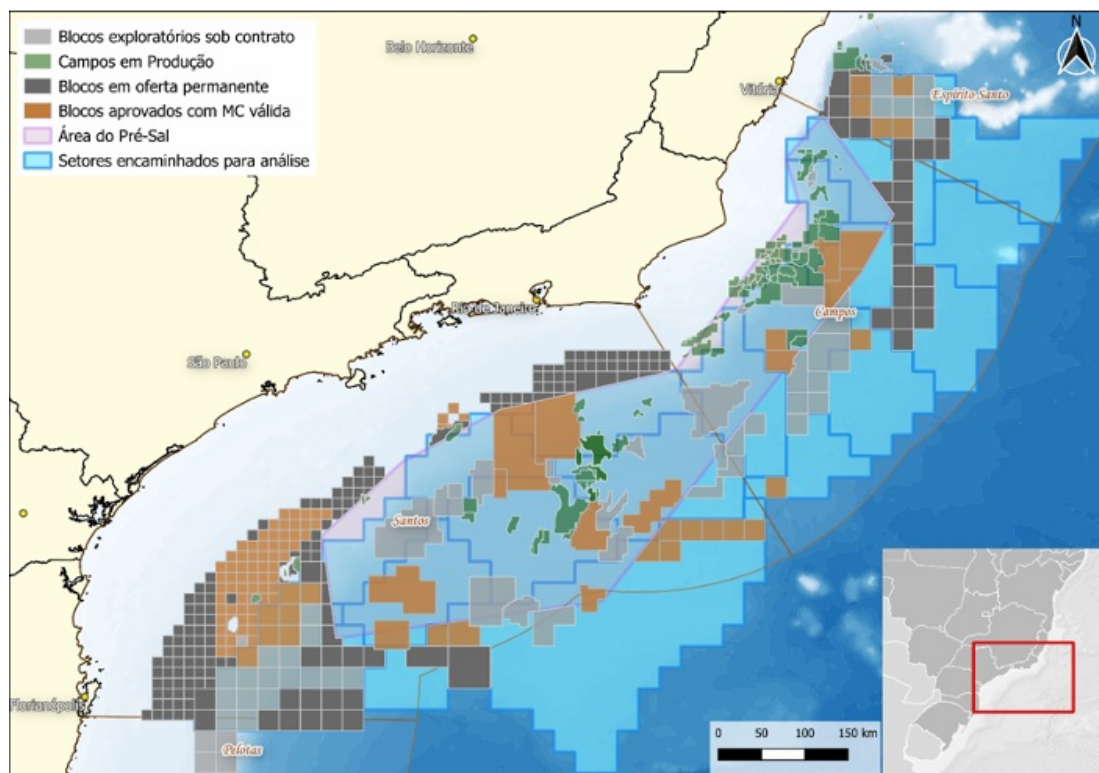 Blocos exploratórios sob contrato
Campos em Produção
Blocos em oferta permanente
Blocos aprovados com MC válida
Área do Pré-Sal
Setores encaminhados para análise
Belo Horizonte
N
Vitória
Espírito Santo
Rio de Janeiro
Campos
São Paulo
Santos
Florianópolis
Pelotas
0 50 100 150 km